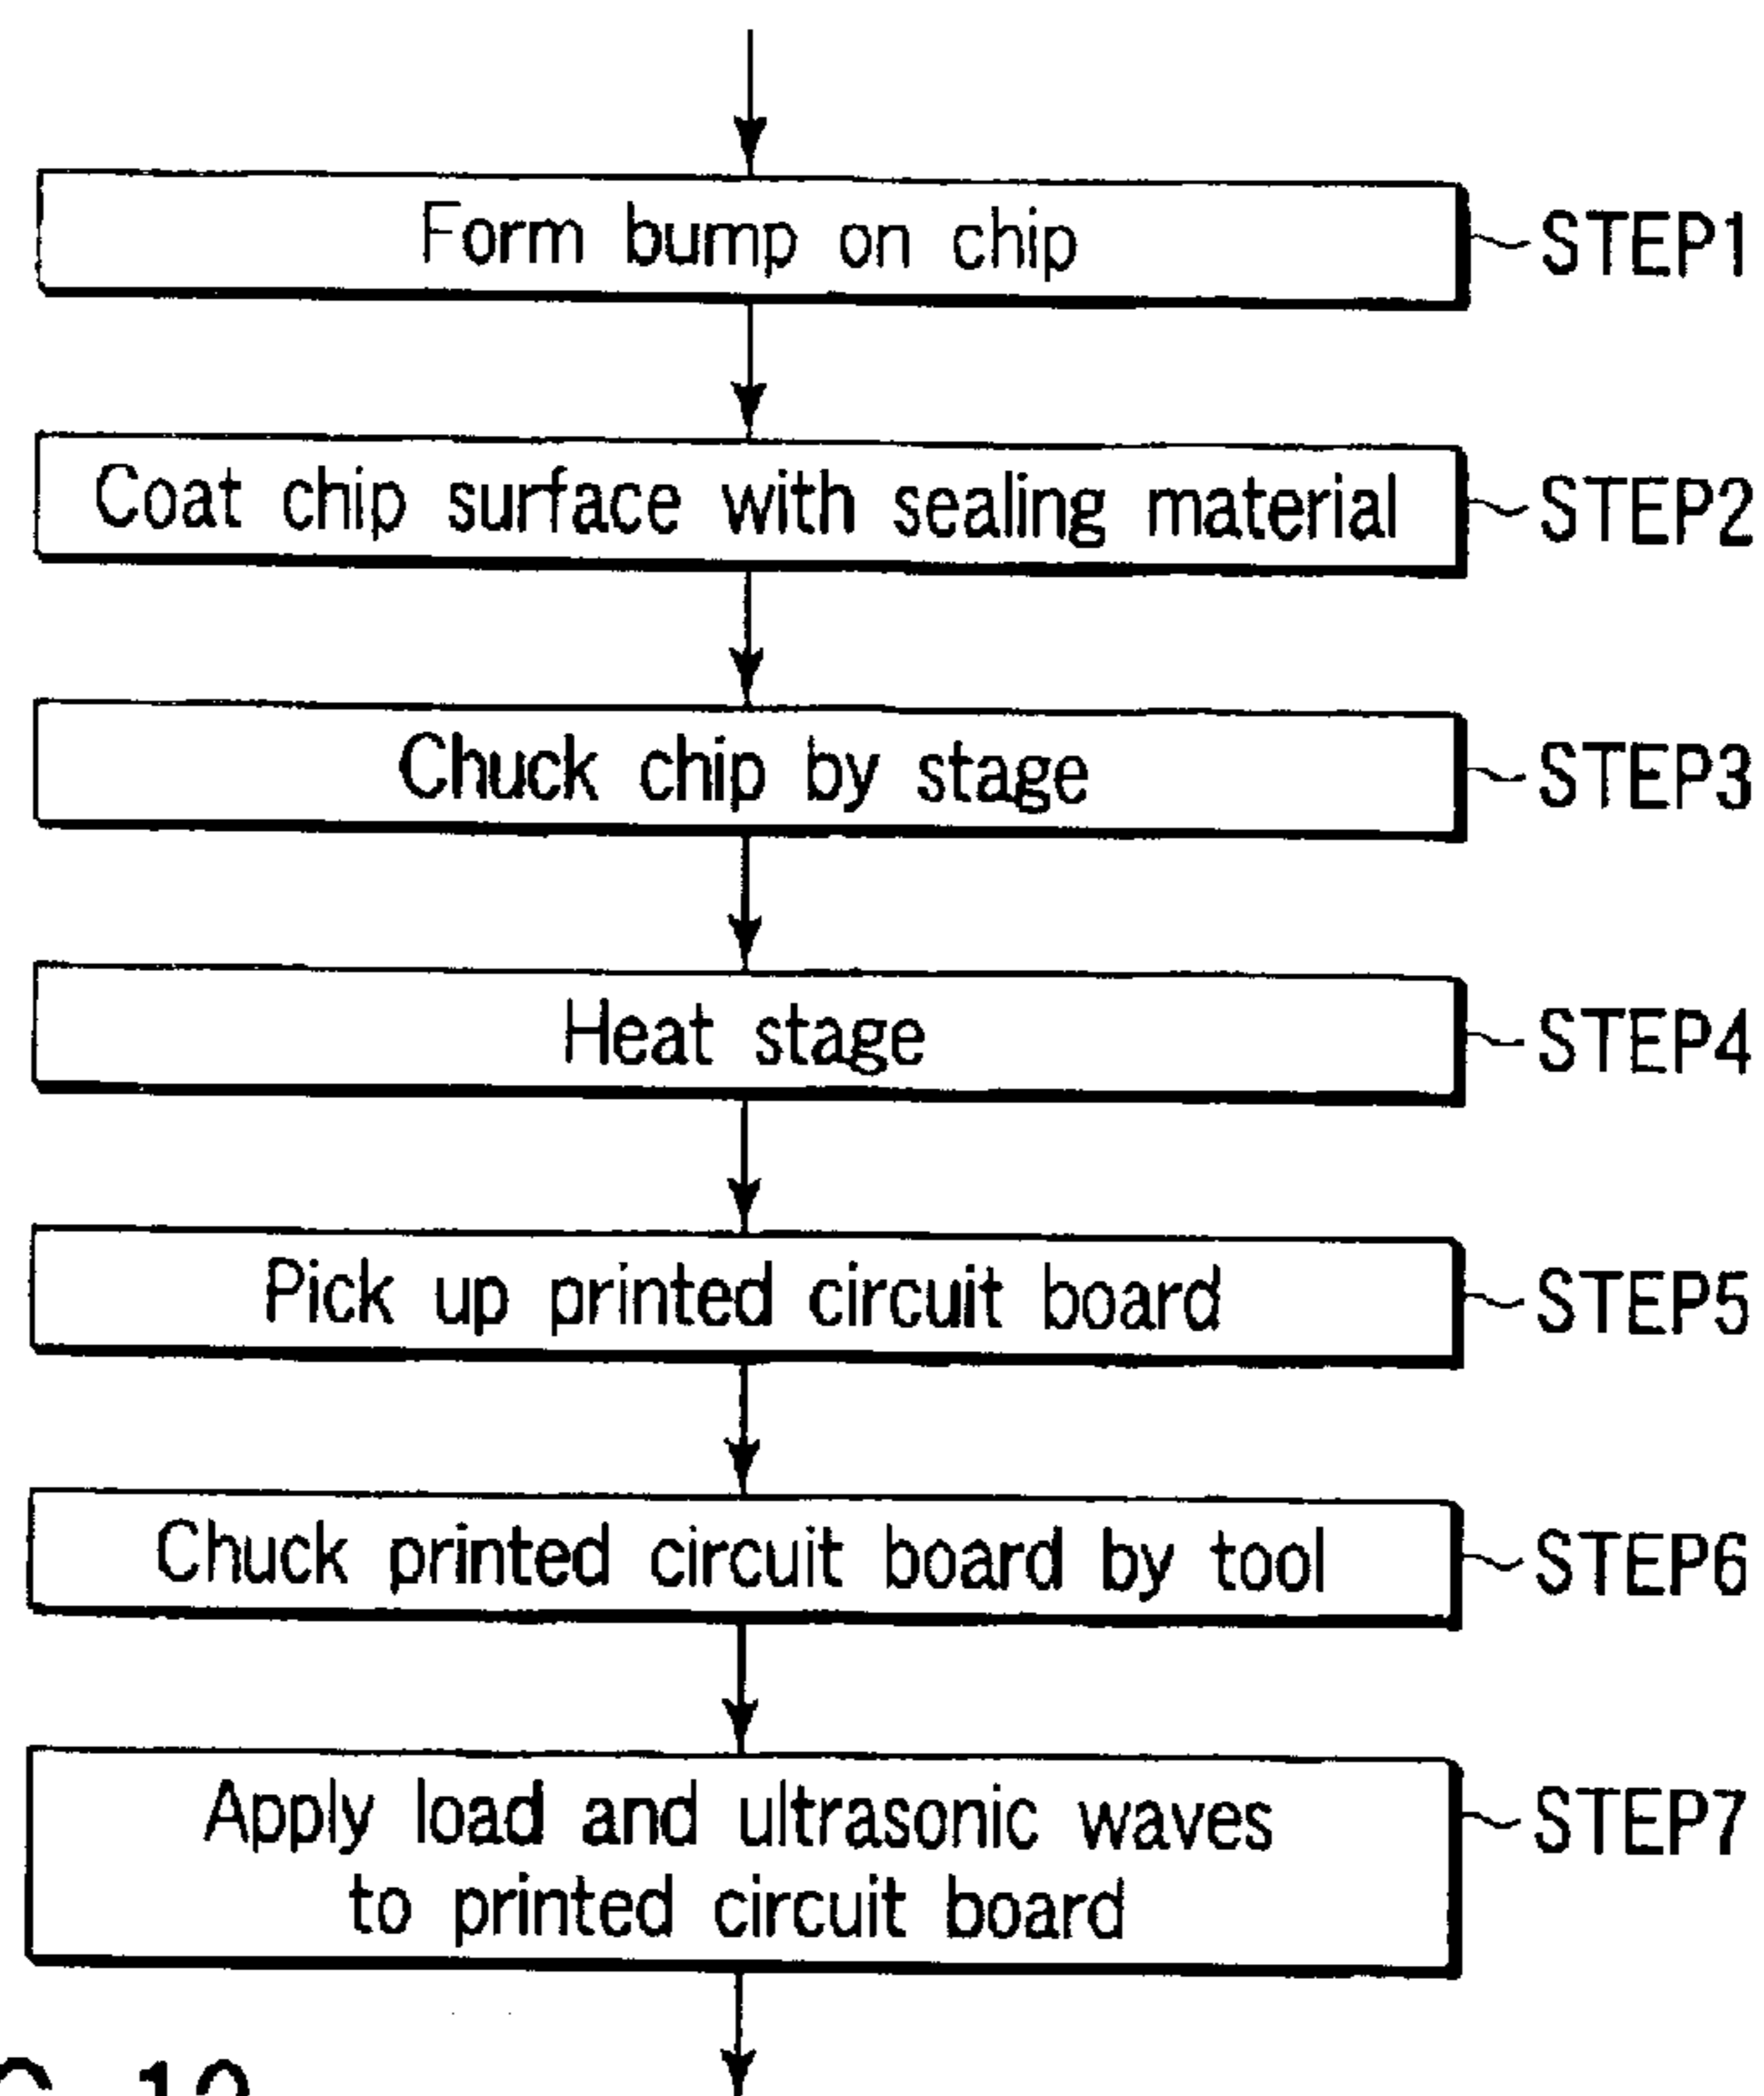 Form bump on chip STEP1
Coat chip surface with sealing material STEP2
Chuck chip by stage STEP3
Heat stage STEP4
Pick up printed circuit board STEP5
Chuck printed circuit board by tool STEP6
Apply load and ultrasonic waves STEP7
to printed circuit board